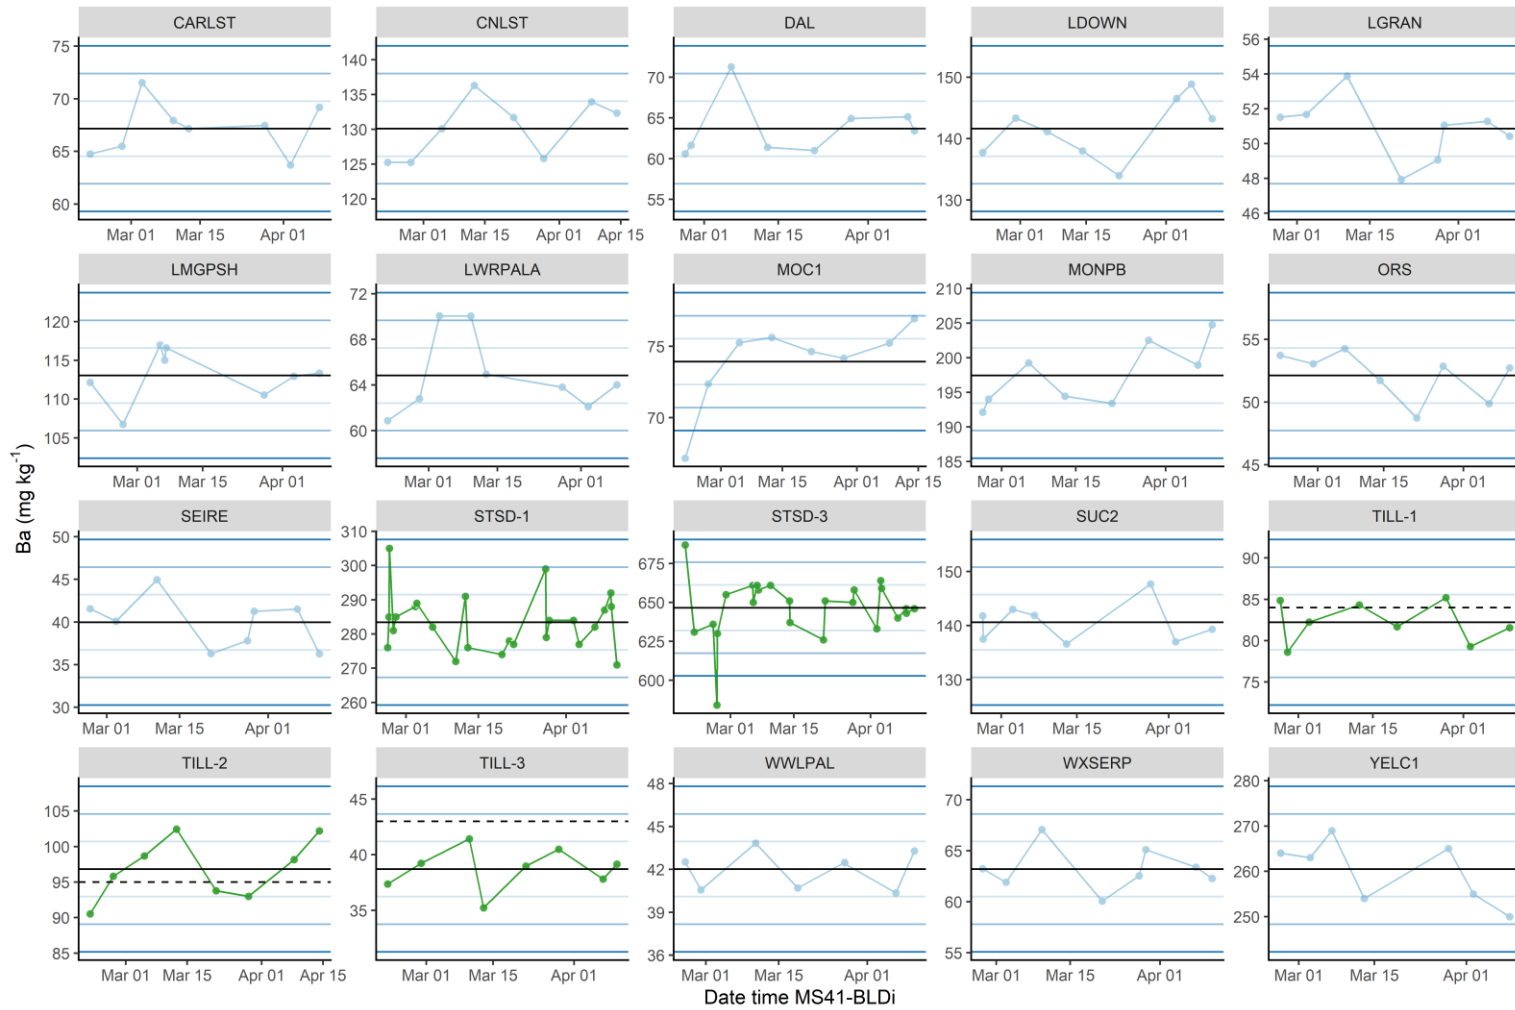 CARLST CNLST DAL LDOWN LGRAN
75 70 65 60
140 135 130 125 120
70 65 60 55
150 140 130
56 54 52 50 48 46
Mar 01 Mar 15 Apr 01
Mar 01 Mar 15 Apr 01 Apr 15
Mar 01 Mar 15 Apr 01
Mar 01 Mar 15 Apr 01
Mar 01 Mar 15 Apr 01
LMGPSH LWRPALA MOC1 MONPB ORS
120 115 110 105
72 68 64 60
75 70
210 205 200 195 190 185
55 50 45
Mar 01 Mar 15 Apr 01
Mar 01 Mar 15 Apr 01
Mar 01 Mar 15 Apr 01 Apr 15
Mar 01 Mar 15 Apr 01
Mar 01 Mar 15 Apr 01
Ba (mg kg⁻¹)
SEIRE STSD-1 STSD-3 SUC2 TILL-1
50 45 40 35 30
310 300 290 280 270 260
675 650 625 600
150 140 130
90 85 80 75
Mar 01 Mar 15 Apr 01
Mar 01 Mar 15 Apr 01
Mar 01 Mar 15 Apr 01
Mar 01 Mar 15 Apr 01
Mar 01 Mar 15 Apr 01
TILL-2 TILL-3 WWLPAL WXSERP YELC1
105 100 95 90 85
45 40 35
48 45 42 39 36
70 65 60 55
280 270 260 250
Mar 01 Mar 15 Apr 01 Apr 15
Mar 01 Mar 15 Apr 01
Mar 01 Mar 15 Apr 01
Mar 01 Mar 15 Apr 01
Mar 01 Mar 15 Apr 01
Date time MS41-BLDi